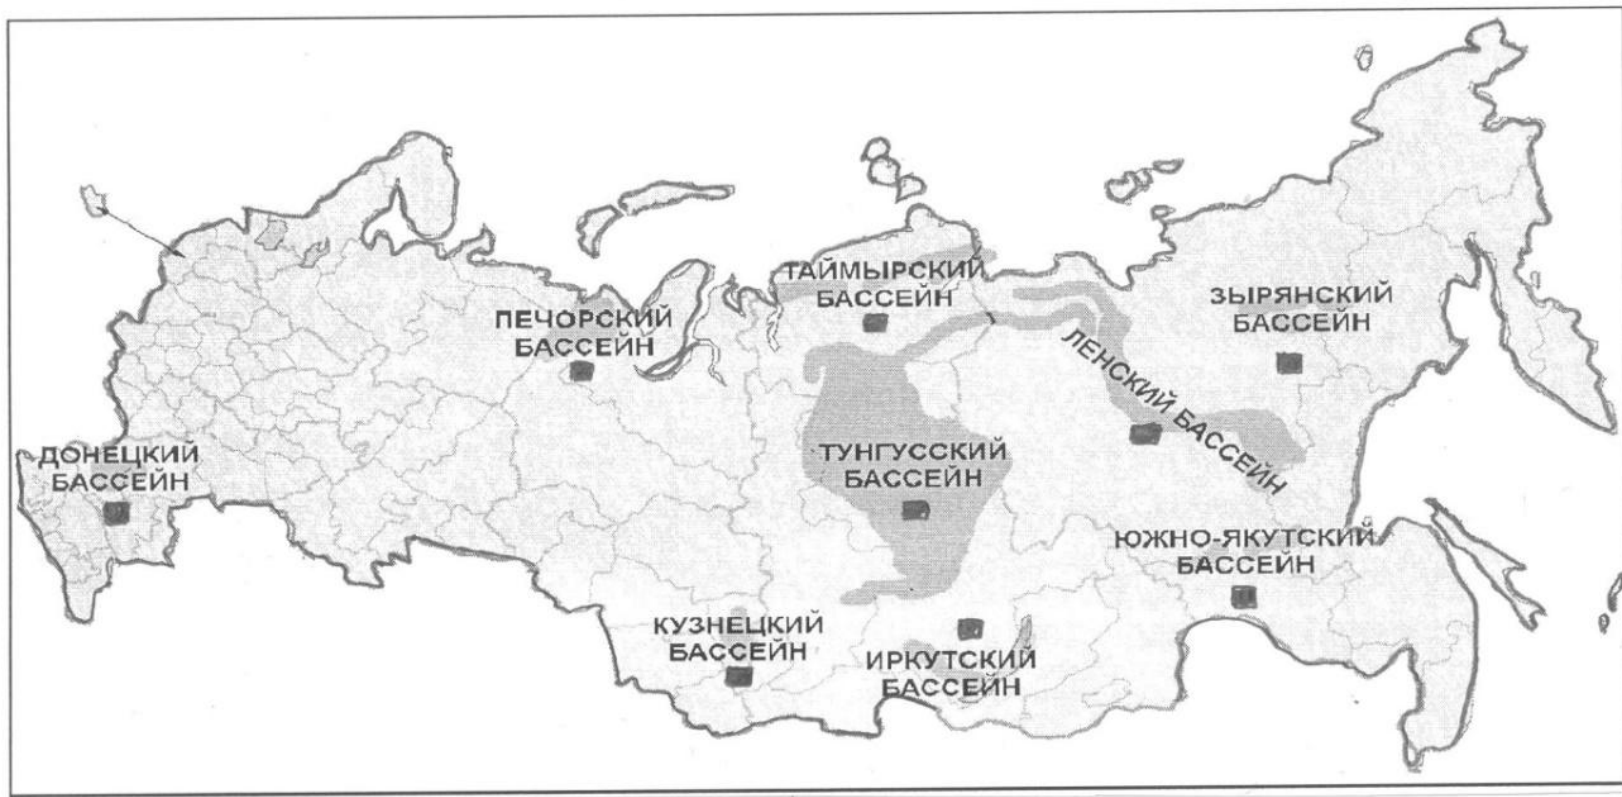 ТАЙМЫРСКИЙ
БАССЕЙН
ЗЫРЯНСКИЙ
БАССЕЙН
ПЕЧОРСКИЙ
БАССЕЙН
ЛЕНСКИЙ БАССЕЙН
ДОНЕЦКИЙ
БАССЕЙН
ТУНГУССКИЙ
БАССЕЙН
ЮЖНО-ЯКУТСКИЙ
БАССЕЙН
КУЗНЕЦКИЙ
БАССЕЙН
ИРКУТСКИЙ
БАССЕЙН